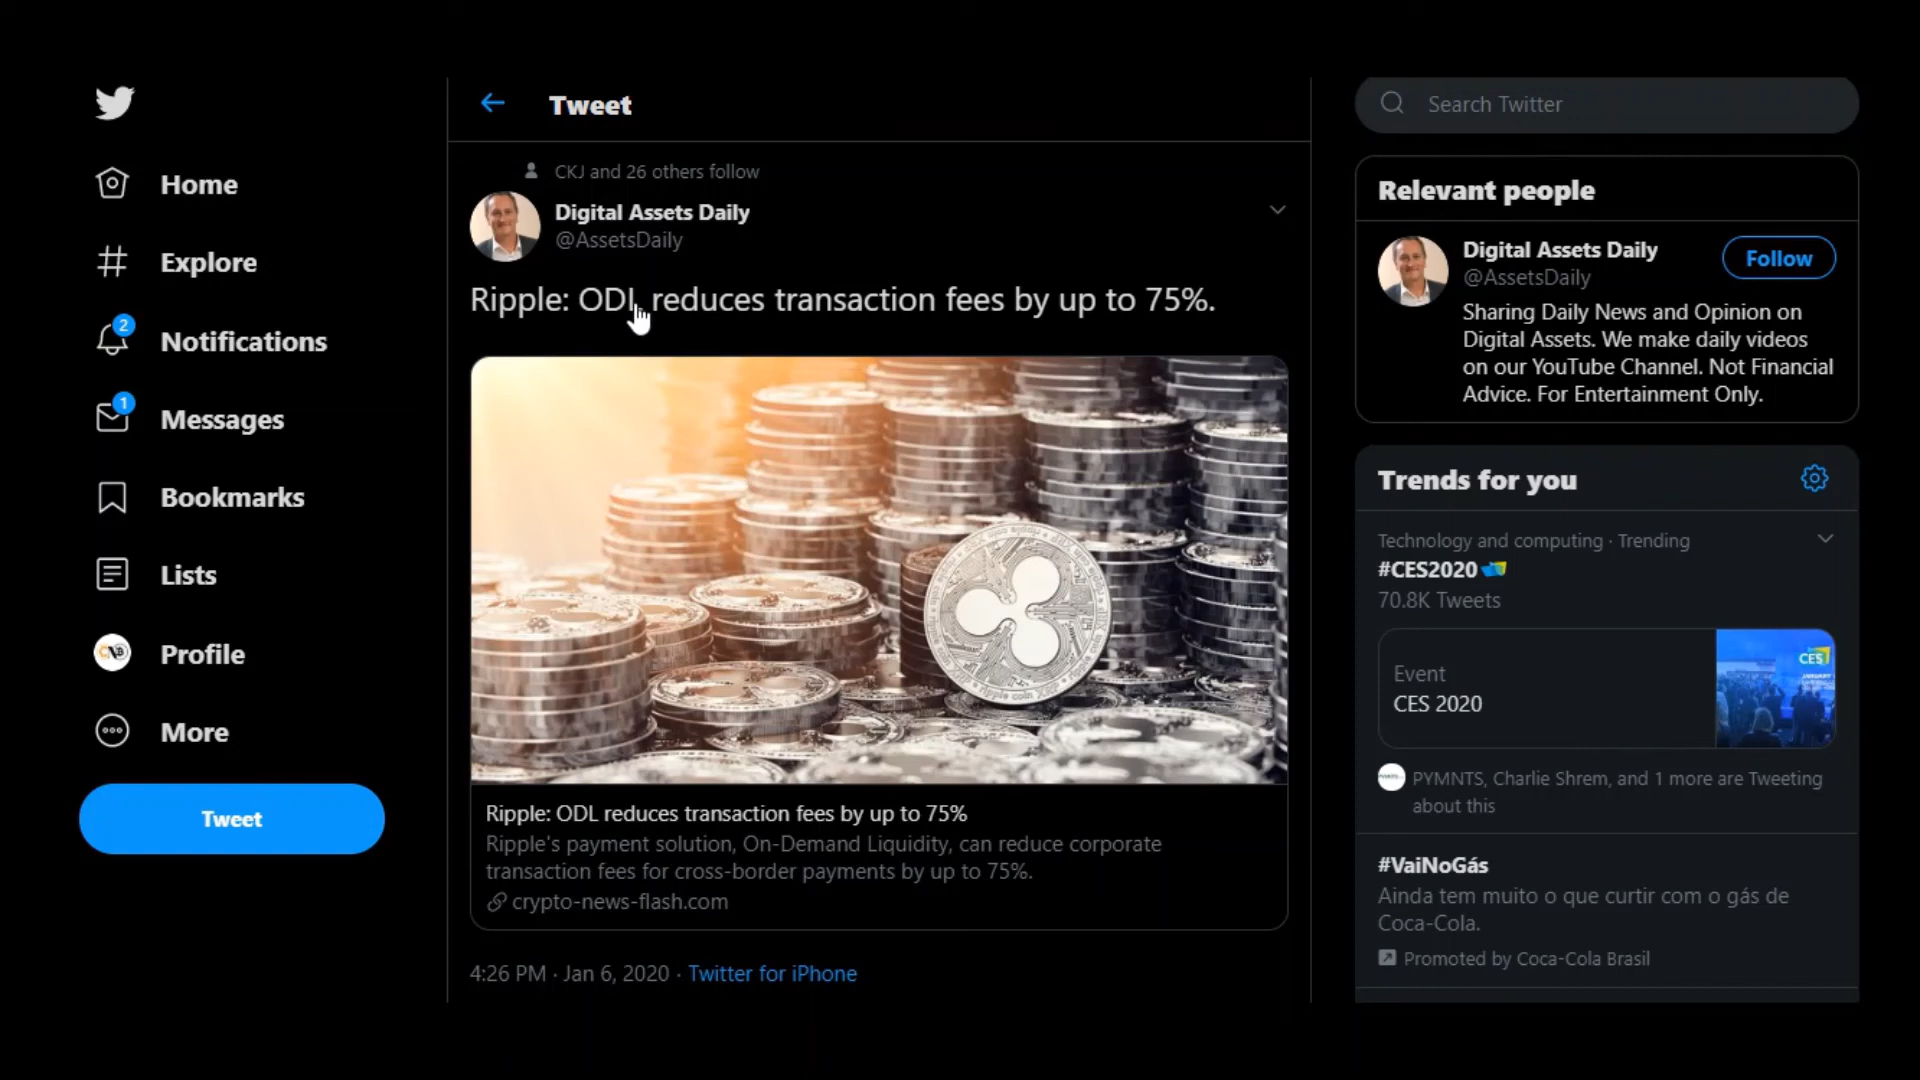 Home
Explore
2
Notifications
1
Messages
Bookmarks
Lists
Profile
More
Tweet
Tweet
CKJ and 26 others follow
Digital Assets Daily
@AssetsDaily
Ripple: ODL reduces transaction fees by up to 75%.
ripple coin XRP
Ripple: ODL reduces transaction fees by up to 75%
Ripple's payment solution, On-Demand Liquidity, can reduce corporate
transaction fees for cross-border payments by up to 75%.
crypto-news-flash.com
4:26 PM · Jan 6, 2020 · Twitter for iPhone
Search Twitter
Relevant people
Digital Assets Daily
@AssetsDaily
Follow
Sharing Daily News and Opinion on
Digital Assets. We make daily videos
on our YouTube Channel. Not Financial
Advice. For Entertainment Only.
Trends for you
Technology and computing · Trending
#CES2020
70.8K Tweets
Event
CES 2020
CES
PYMNTS, Charlie Shrem, and 1 more are Tweeting
about this
#VaiNoGás
Ainda tem muito o que curtir com o gás de
Coca-Cola.
Promoted by Coca-Cola Brasil